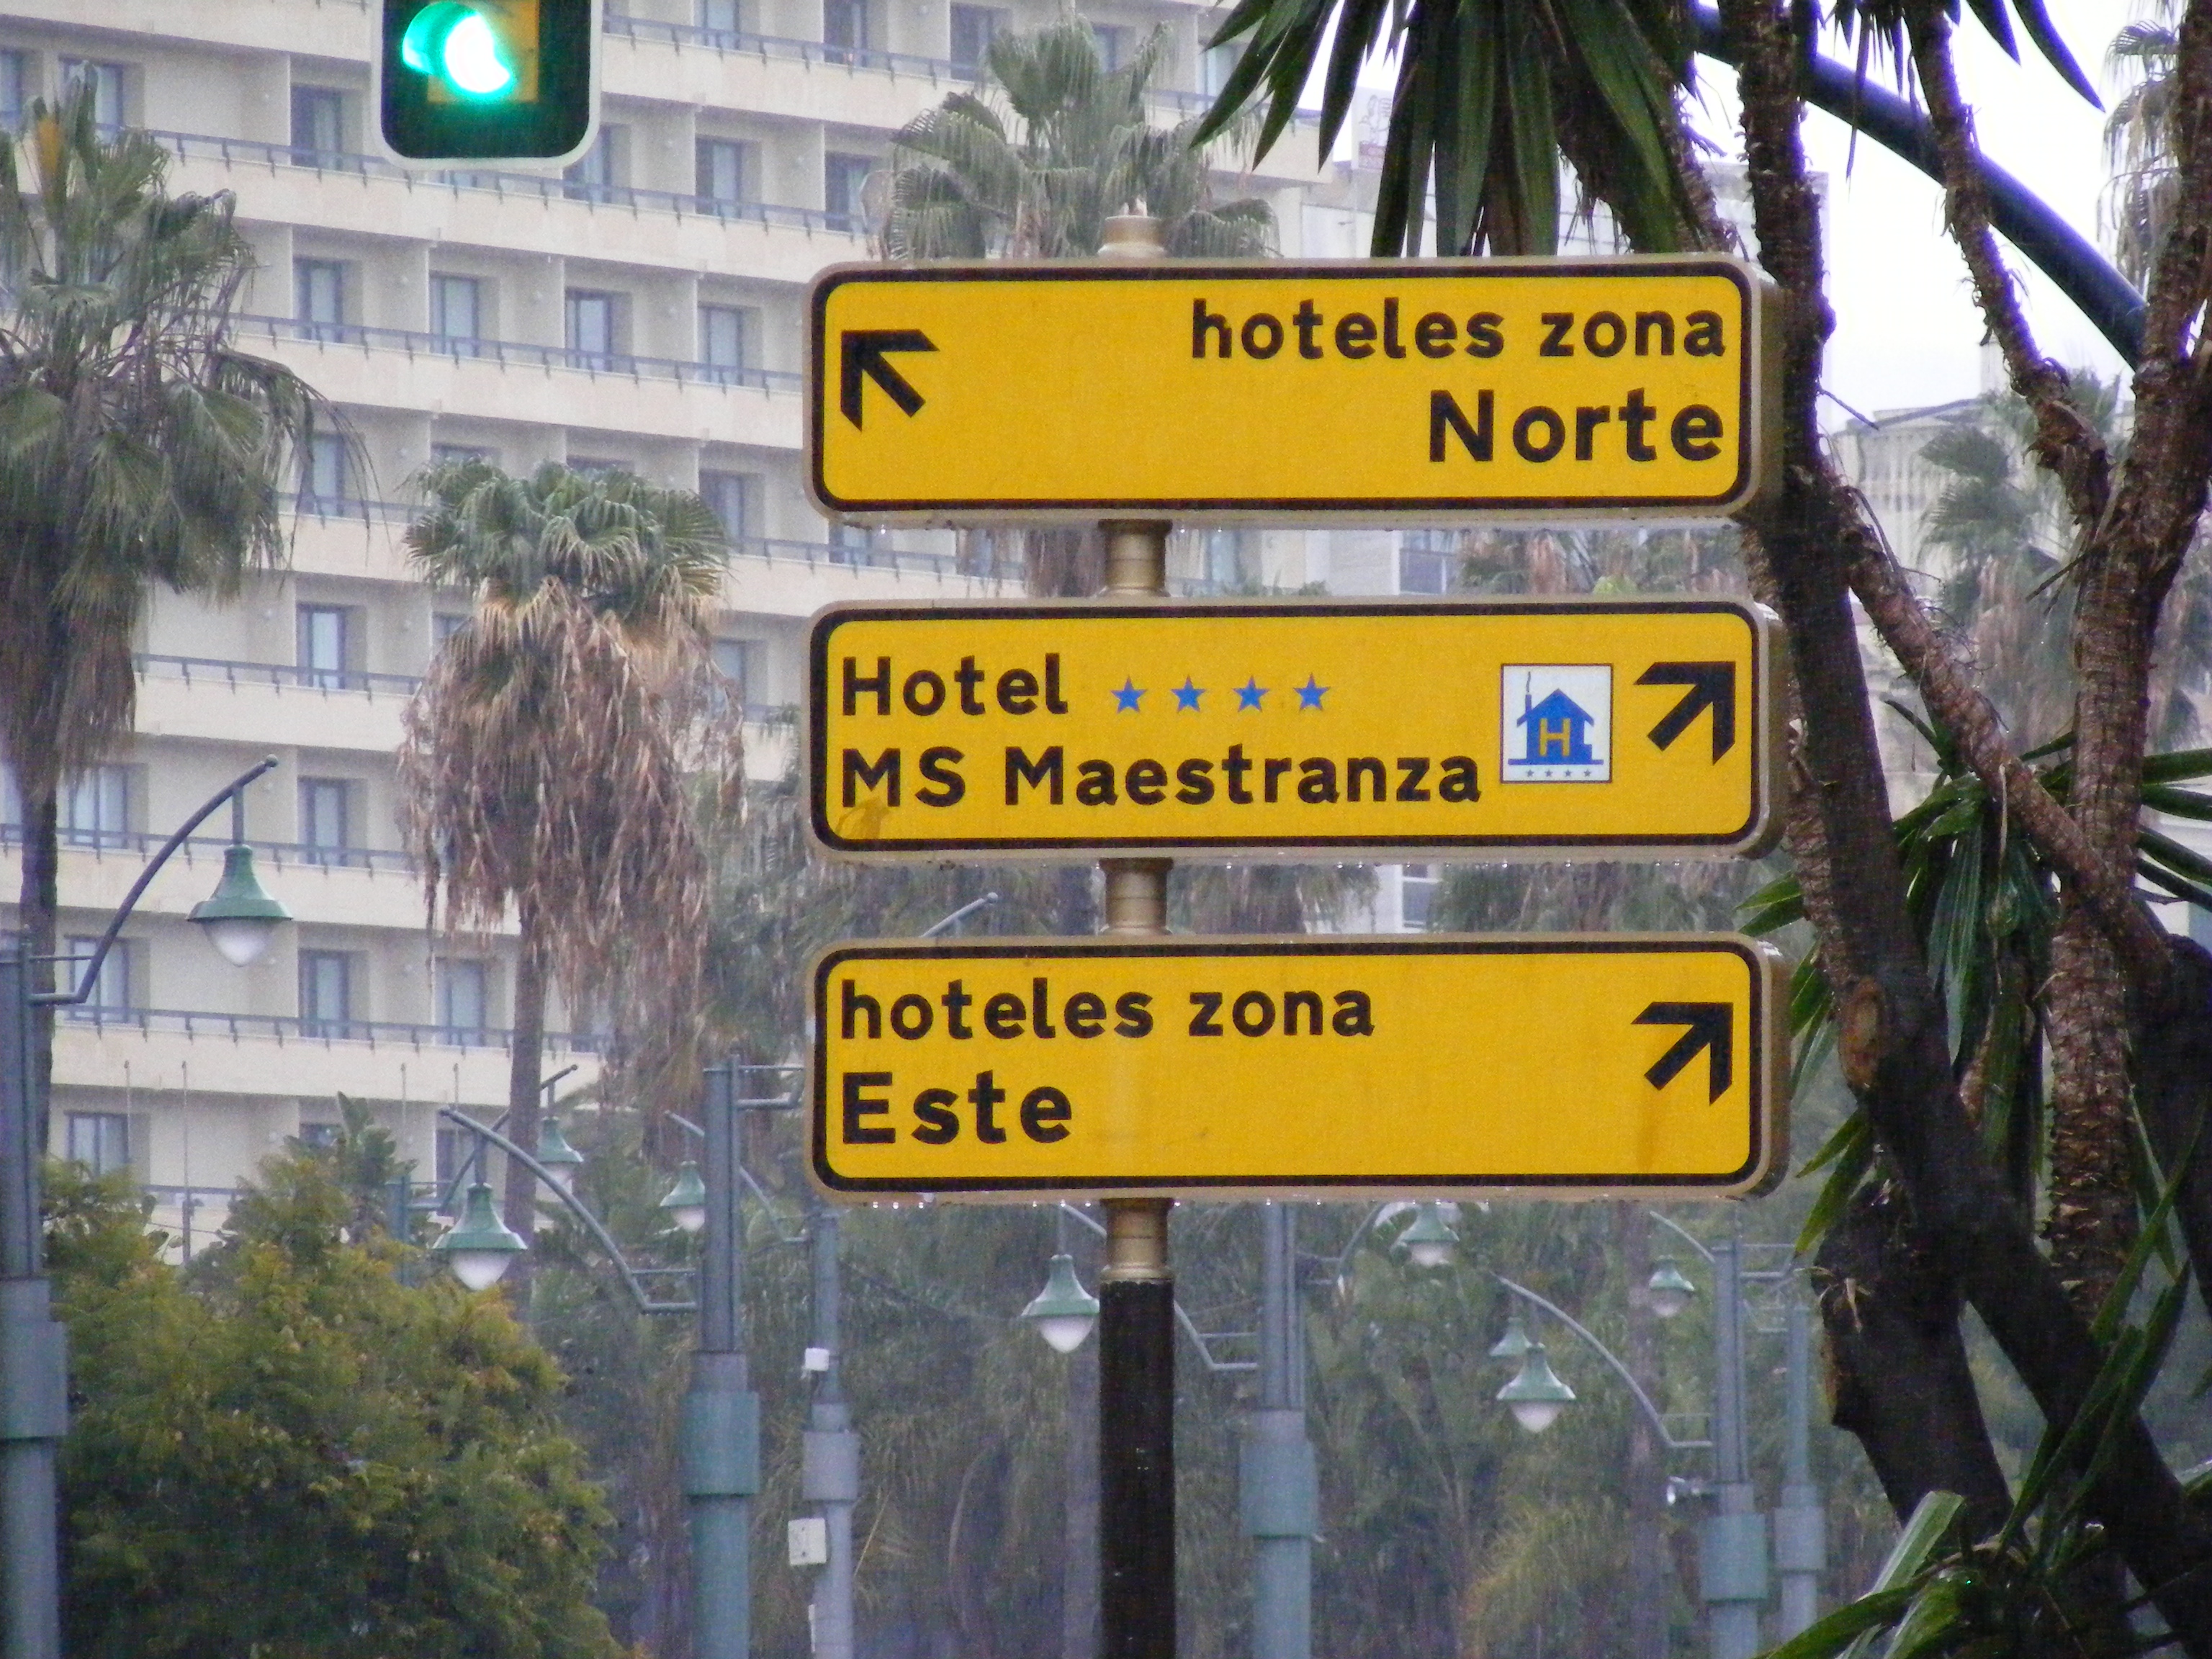 hoteles zona
Norte
Hotel ★ ★ ★ ★
MS Maestranza
H
hoteles zona
Este